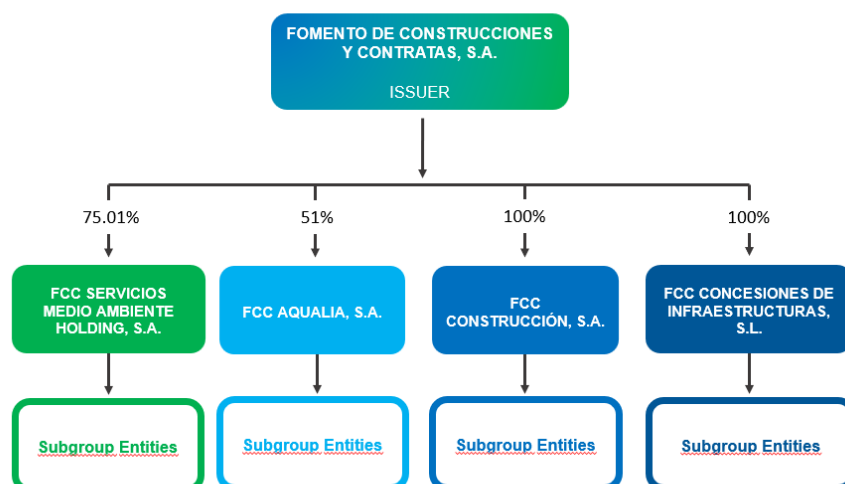 FOMENTO DE CONSTRUCCIONES
Y CONTRATAS, S.A.
ISSUER
75.01%
51%
100%
100%
FCC SERVICIOS
MEDIO AMBIENTE
HOLDING, S.A.
FCC AQUALIA, S.A.
FCC
CONSTRUCCIÓN, S.A.
FCC CONCESIONES DE
INFRAESTRUCTURAS,
S.L.
Subgroup Entities
Subgroup Entities
Subgroup Entities
Subgroup Entities